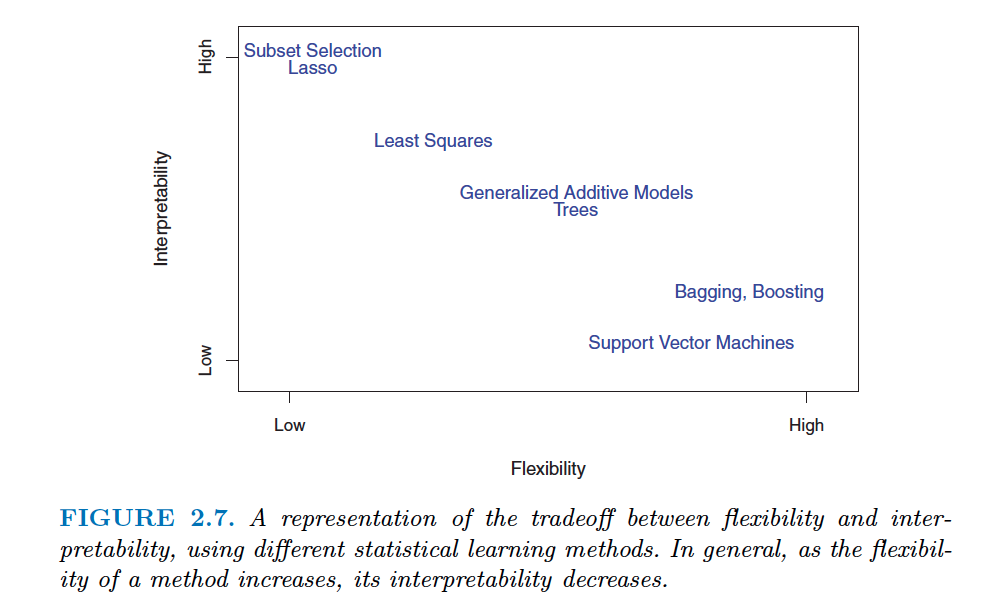 High
Subset Selection
Lasso
Least Squares
Interpretability
Generalized Additive Models
Trees
Bagging, Boosting
Support Vector Machines
Low
Low
High
Flexibility
FIGURE 2.7. A representation of the tradeoff between flexibility and inter-
pretability, using different statistical learning methods. In general, as the flexibil-
ity of a method increases, its interpretability decreases.